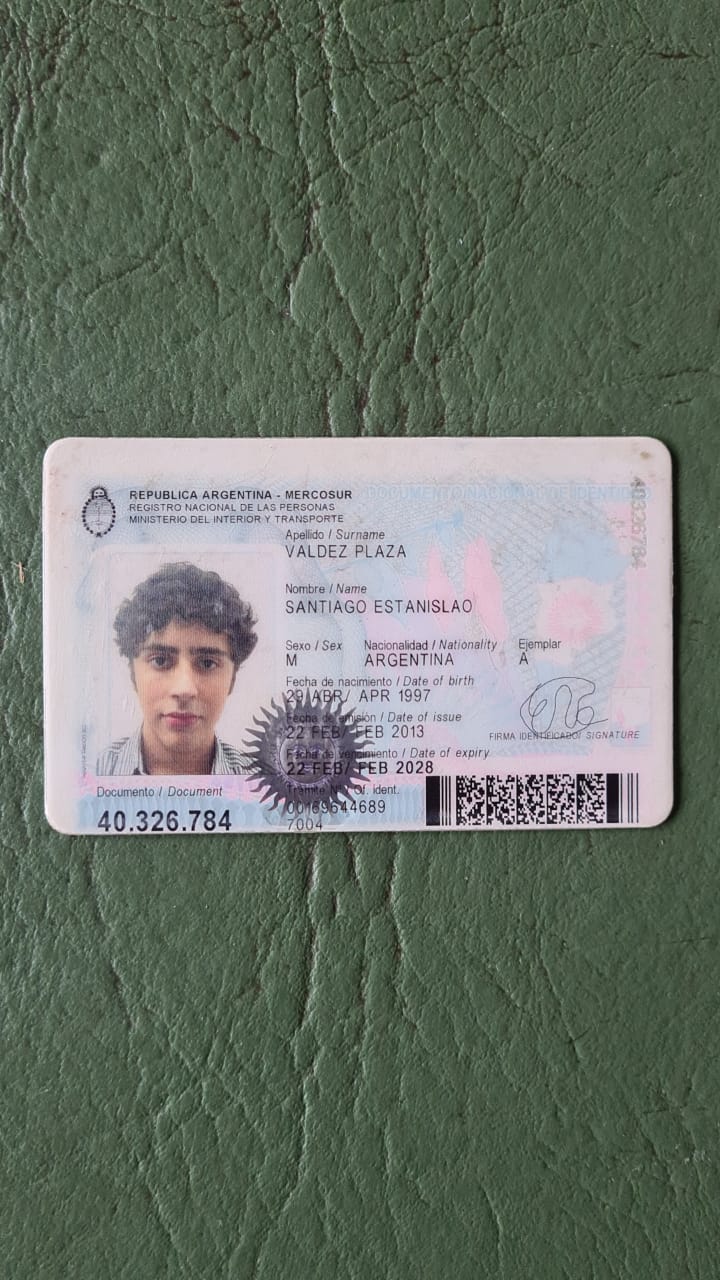 REPUBLICA ARGENTINA - MERCOSUR
REGISTRO NACIONAL DE LAS PERSONAS
MINISTERIO DEL INTERIOR Y TRANSPORTE
DOCUMENTO NACIONAL DE IDENTIDAD
40326784
Apellido / Surname
VALDEZ PLAZA
Nombre / Name
SANTIAGO ESTANISLAO
Sexo / Sex Nacionalidad / Nationality Ejemplar
M ARGENTINA A
Fecha de nacimiento / Date of birth
29 ABR/ APR 1997
Fecha de emisión / Date of issue
22 FEB/ FEB 2013
FIRMA IDENTIFICADO/ SIGNATURE
Fecha de vencimiento / Date of expiry
22 FEB/ FEB 2028
Documento / Document
40.326.784
Trámite N° / Of. ident.
00169644689
7004